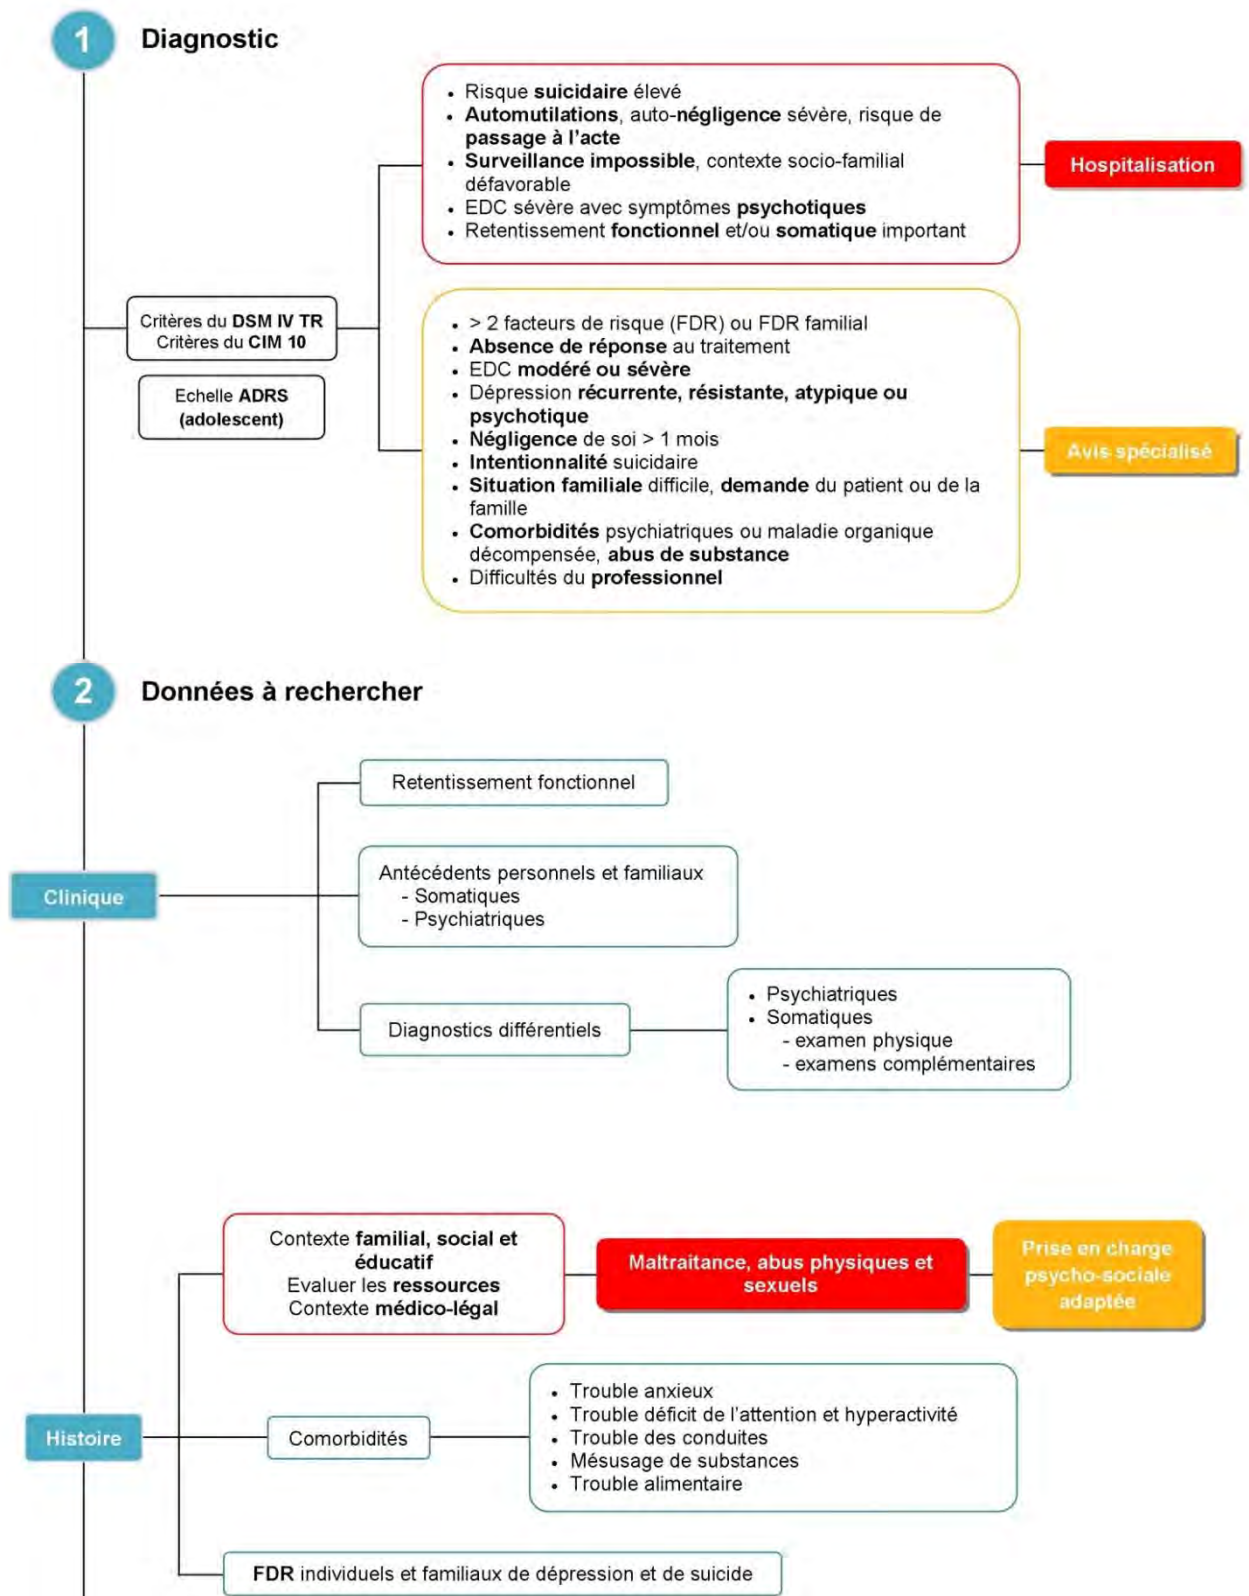 1 Diagnostic
• Risque suicidaire élevé
• Automutilations, auto-négligence sévère, risque de
passage à l'acte
• Surveillance impossible, contexte socio-familial
défavorable
• EDC sévère avec symptômes psychotiques
• Retentissement fonctionnel et/ou somatique important
Hospitalisation
Critères du DSM IV TR
Critères du CIM 10
Echelle ADRS
(adolescent)
• > 2 facteurs de risque (FDR) ou FDR familial
• Absence de réponse au traitement
• EDC modéré ou sévère
• Dépression récurrente, résistante, atypique ou
psychotique
• Négligence de soi > 1 mois
• Intentionnalité suicidaire
• Situation familiale difficile, demande du patient ou de la
famille
• Comorbidités psychiatriques ou maladie organique
décompensée, abus de substance
• Difficultés du professionnel
Avis spécialisé
2 Données à rechercher
Clinique
Retentissement fonctionnel
Antécédents personnels et familiaux
- Somatiques
- Psychiatriques
Diagnostics différentiels
• Psychiatriques
• Somatiques
- examen physique
- examens complémentaires
Histoire
Contexte familial, social et
éducatif
Evaluer les ressources
Contexte médico-légal
Maltraitance, abus physiques et
sexuels
Prise en charge
psycho-sociale
adaptée
Comorbidités
• Trouble anxieux
• Trouble déficit de l'attention et hyperactivité
• Trouble des conduites
• Mésusage de substances
• Trouble alimentaire
FDR individuels et familiaux de dépression et de suicide